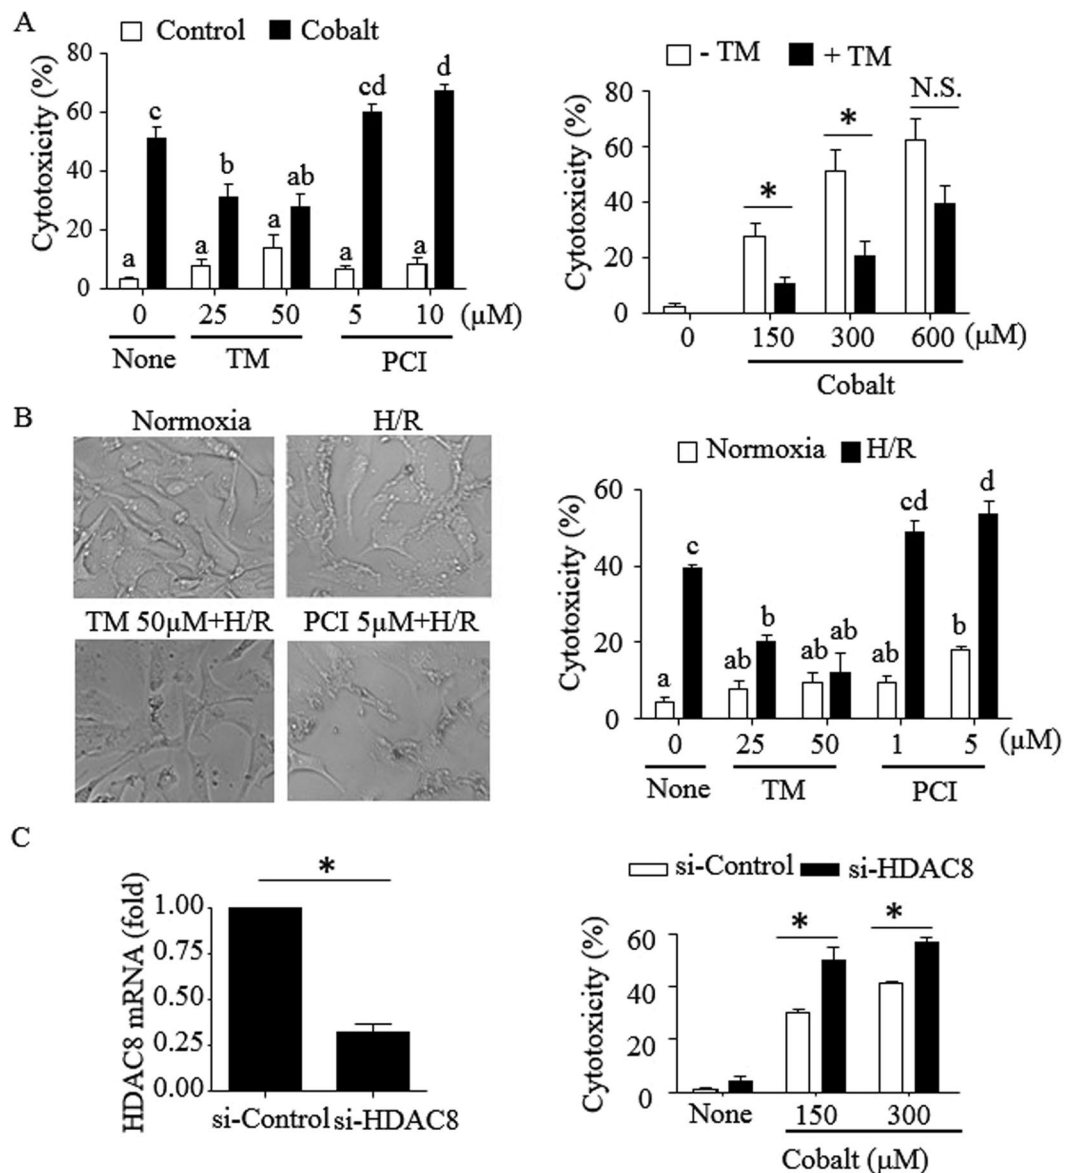 A
Control Cobalt
Cytotoxicity (%)
80
60
40
20
0
a c a b a ab a cd a d
0 25 50 5 10 (μM)
None TM PCI
- TM + TM
Cytotoxicity (%)
80
60
40
20
0
* * N.S.
0 150 300 600 (μM)
Cobalt
B
Normoxia H/R
TM 50μM+H/R PCI 5μM+H/R
Normoxia H/R
Cytotoxicity (%)
60
40
20
0
a c ab b ab ab ab cd b d
0 25 50 1 5 (μM)
None TM PCI
C
HDAC8 mRNA (fold)
1.00
0.75
0.50
0.25
0.00
*
si-Control si-HDAC8
si-Control si-HDAC8
Cytotoxicity (%)
60
40
20
0
* *
None 150 300
Cobalt (μM)